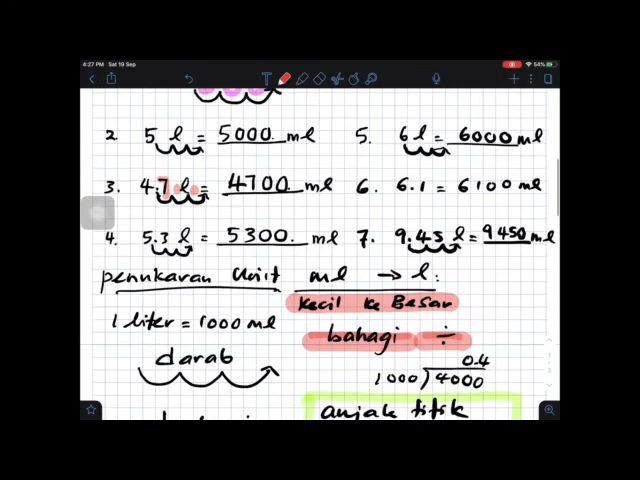 4:27 PM Sat 19 Sep
54%
2. 5 l = 5000 ml
3. 4.7 l = 4700 ml
4. 5.3 l = 5300 ml
5. 6 l = 6000 ml
6. 6.1 = 6100 ml
7. 9.45 l = 9450 ml
penukaran Unit ml → l :
Kecil ke Besar
1 liter = 1000 ml
bahagi ÷
darab
0.4
1000 ) 4000
anjak titik
1/3